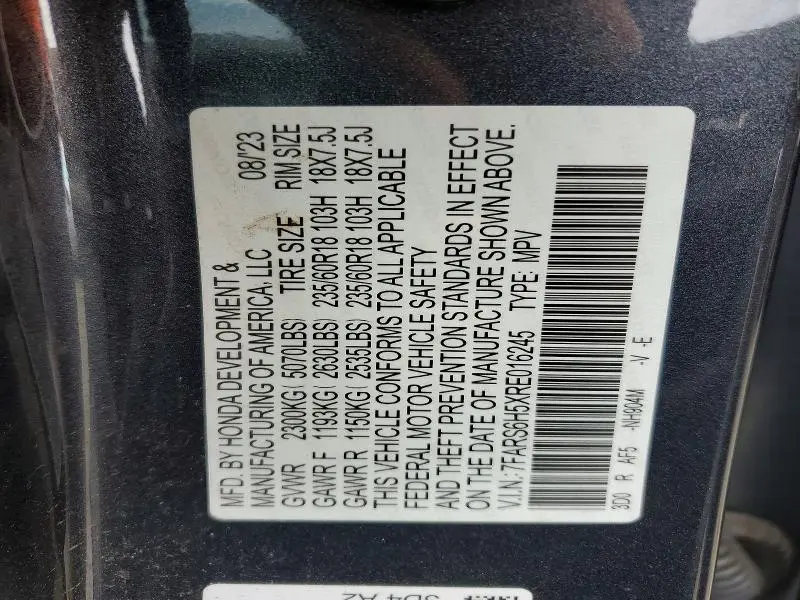 MFD. BY HONDA DEVELOPMENT &
MANUFACTURING OF AMERICA, LLC 08/'23
GVWR 2300KG( 5070LBS) TIRE SIZE RIM SIZE
GAWR F 1193KG( 2630LBS) 235/60R18 103H 18X7.5J
GAWR R 1150KG( 2535LBS) 235/60R18 103H 18X7.5J
THIS VEHICLE CONFORMS TO ALL APPLICABLE
FEDERAL MOTOR VEHICLE SAFETY
AND THEFT PREVENTION STANDARDS IN EFFECT
ON THE DATE OF MANUFACTURE SHOWN ABOVE.
V.I.N.: 7FARS6H5XRE016245 TYPE: MPV
3D0 R AF5 -NH904M -V -E